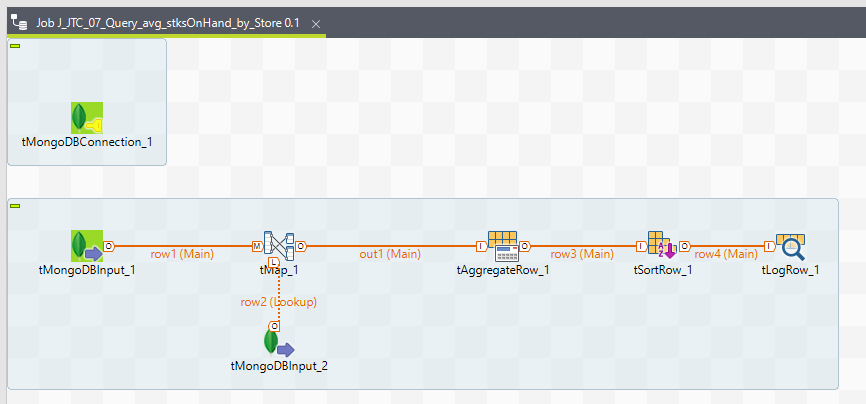 Job J_JTC_07_Query_avg_stksOnHand_by_Store 0.1
tMongoDBConnection_1
O
M
O
I
O
I
O
I
row1 (Main)
out1 (Main)
row3 (Main)
row4 (Main)
tMongoDBInput_1
tMap_1
tAggregateRow_1
tSortRow_1
tLogRow_1
L
row2 (Lookup)
O
tMongoDBInput_2